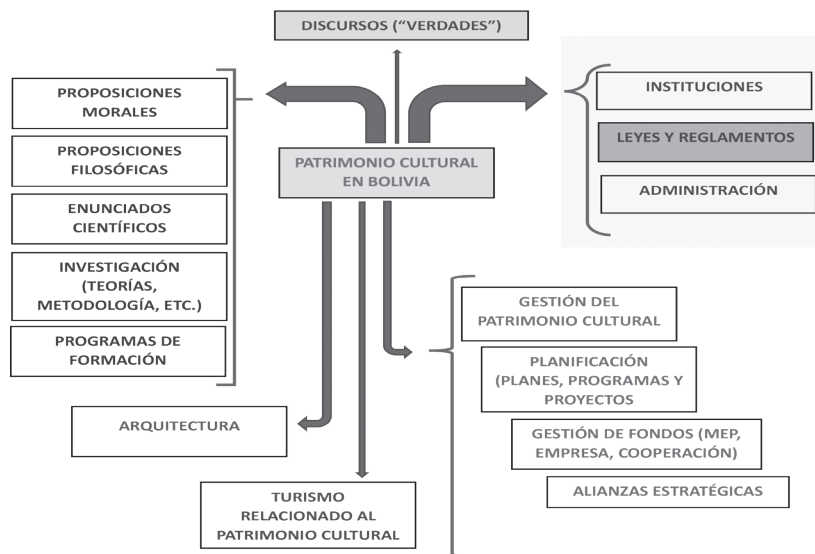 DISCURSOS (“VERDADES”)
PROPOSICIONES
MORALES
PROPOSICIONES
FILOSÓFICAS
ENUNCIADOS
CIENTÍFICOS
INVESTIGACIÓN
(TEORÍAS,
METODOLOGÍA, ETC.)
PROGRAMAS DE
FORMACIÓN
PATRIMONIO CULTURAL
EN BOLIVIA
INSTITUCIONES
LEYES Y REGLAMENTOS
ADMINISTRACIÓN
ARQUITECTURA
TURISMO
RELACIONADO AL
PATRIMONIO CULTURAL
GESTIÓN DEL
PATRIMONIO CULTURAL
PLANIFICACIÓN
(PLANES, PROGRAMAS Y
PROYECTOS
GESTIÓN DE FONDOS (MEP,
EMPRESA, COOPERACIÓN)
ALIANZAS ESTRATÉGICAS